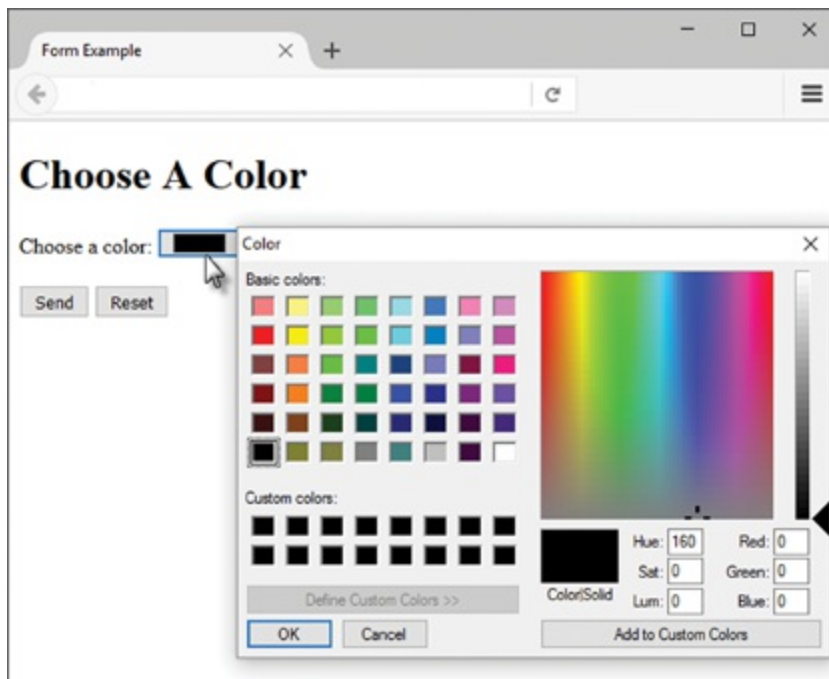 Form Example
Choose A Color
Choose a color:
Send Reset
Color
Basic colors:
Custom colors:
Define Custom Colors >>
OK Cancel
Color|Solid
Hue: 160 Red: 0
Sat: 0 Green: 0
Lum: 0 Blue: 0
Add to Custom Colors